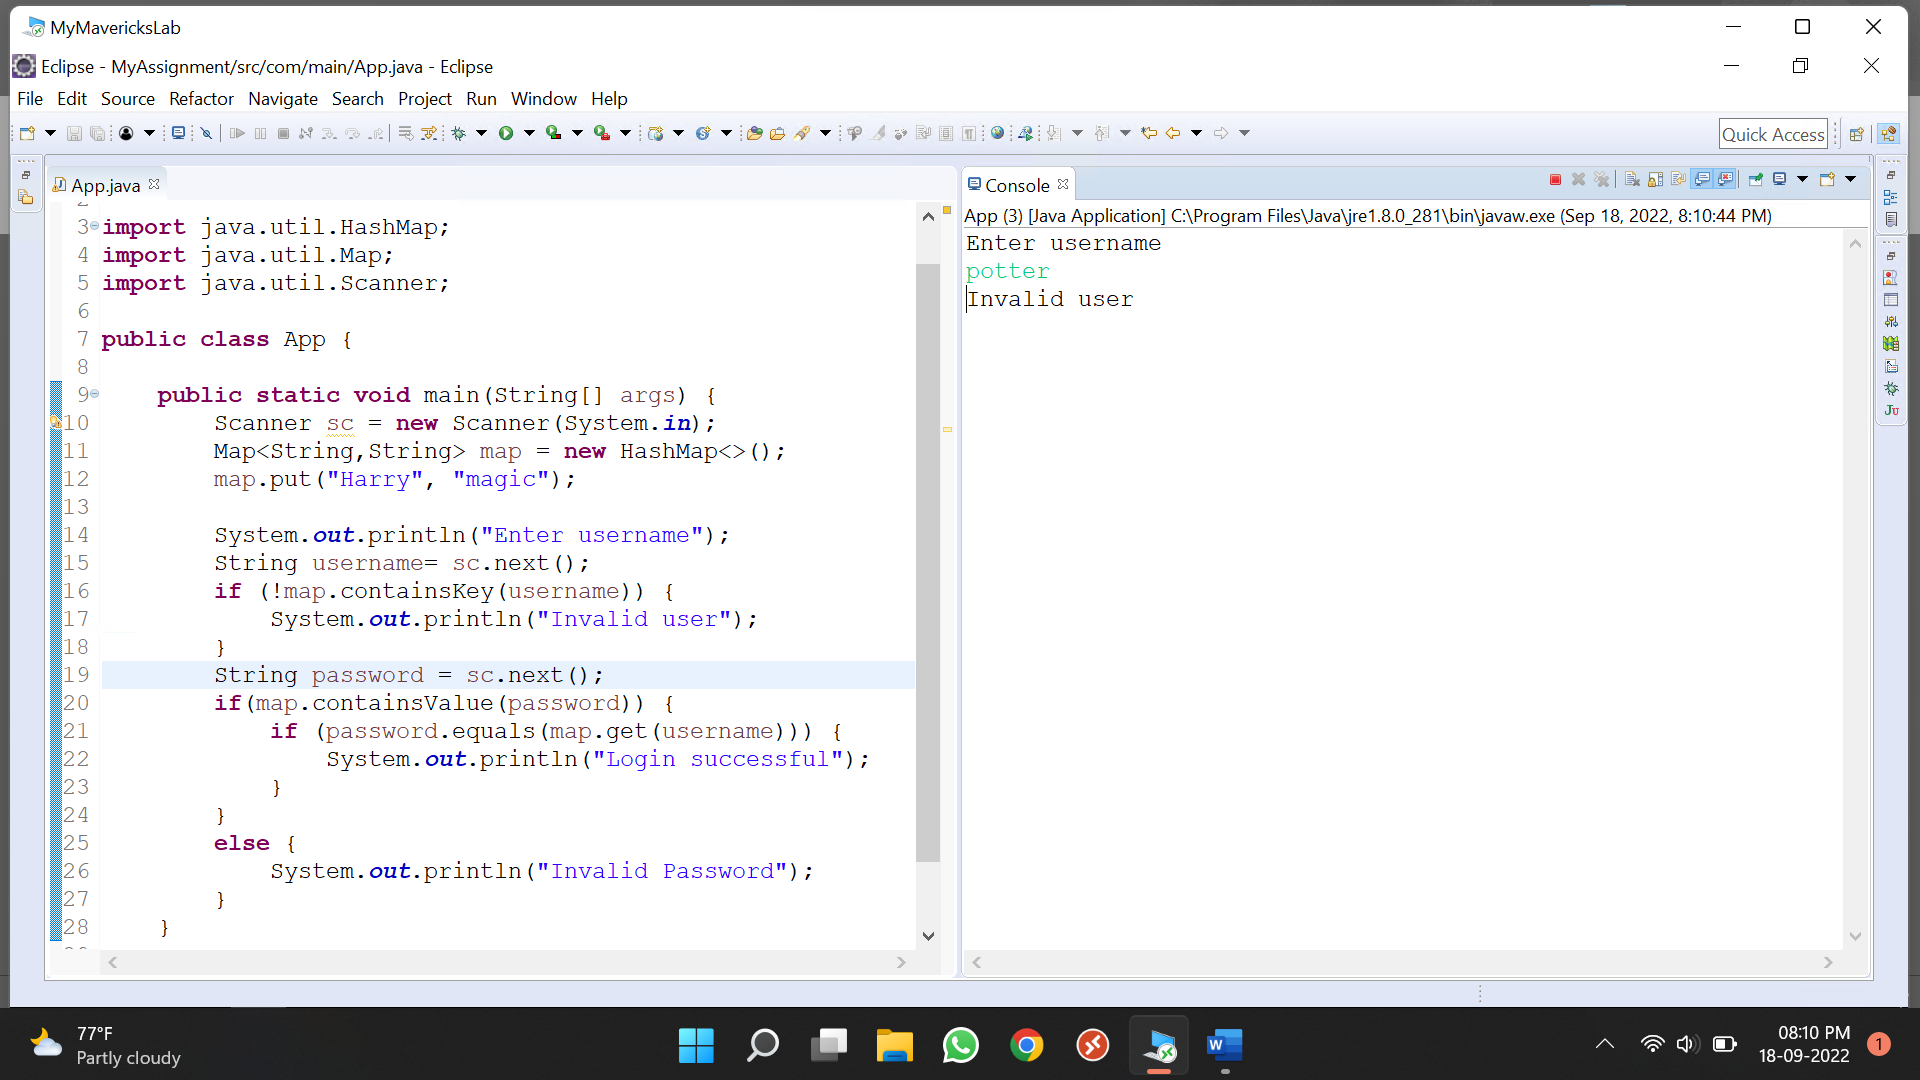 MyMavericksLab
Eclipse - MyAssignment/src/com/main/App.java - Eclipse
File Edit Source Refactor Navigate Search Project Run Window Help
Quick Access
App.java
3 import java.util.HashMap;
4 import java.util.Map;
5 import java.util.Scanner;
6
7 public class App {
8
9 public static void main(String[] args) {
10 Scanner sc = new Scanner(System.in);
11 Map<String,String> map = new HashMap<>();
12 map.put("Harry", "magic");
13
14 System.out.println("Enter username");
15 String username= sc.next();
16 if (!map.containsKey(username)) {
17 System.out.println("Invalid user");
18 }
19 String password = sc.next();
20 if(map.containsValue(password)) {
21 if (password.equals(map.get(username))) {
22 System.out.println("Login successful");
23 }
24 }
25 else {
26 System.out.println("Invalid Password");
27 }
28 }
Console
App (3) [Java Application] C:\Program Files\Java\jre1.8.0_281\bin\javaw.exe (Sep 18, 2022, 8:10:44 PM)
Enter username
potter
Invalid user
77°F
Partly cloudy
08:10 PM
18-09-2022
1